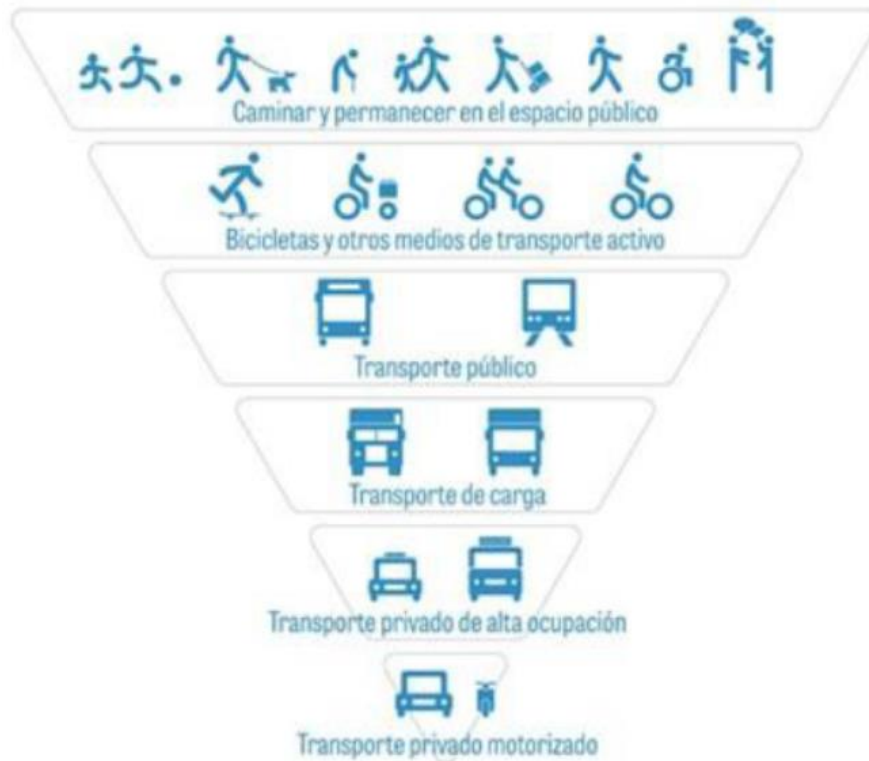 Caminar y permanecer en el espacio público
Bicicletas y otros medios de transporte activo
Transporte público
Transporte de carga
Transporte privado de alta ocupación
Transporte privado motorizado